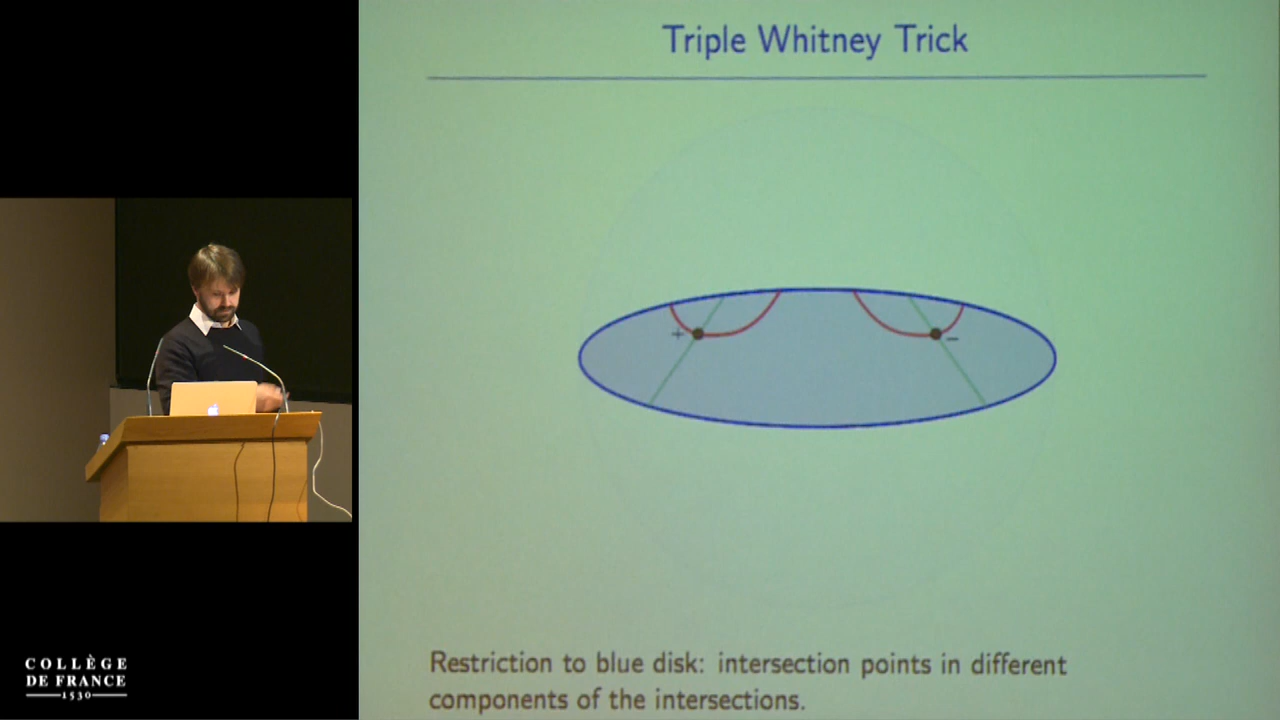 Triple Whitney Trick
+
−
Restriction to blue disk: intersection points in different
components of the intersections.
COLLÈGE
DE FRANCE
1530